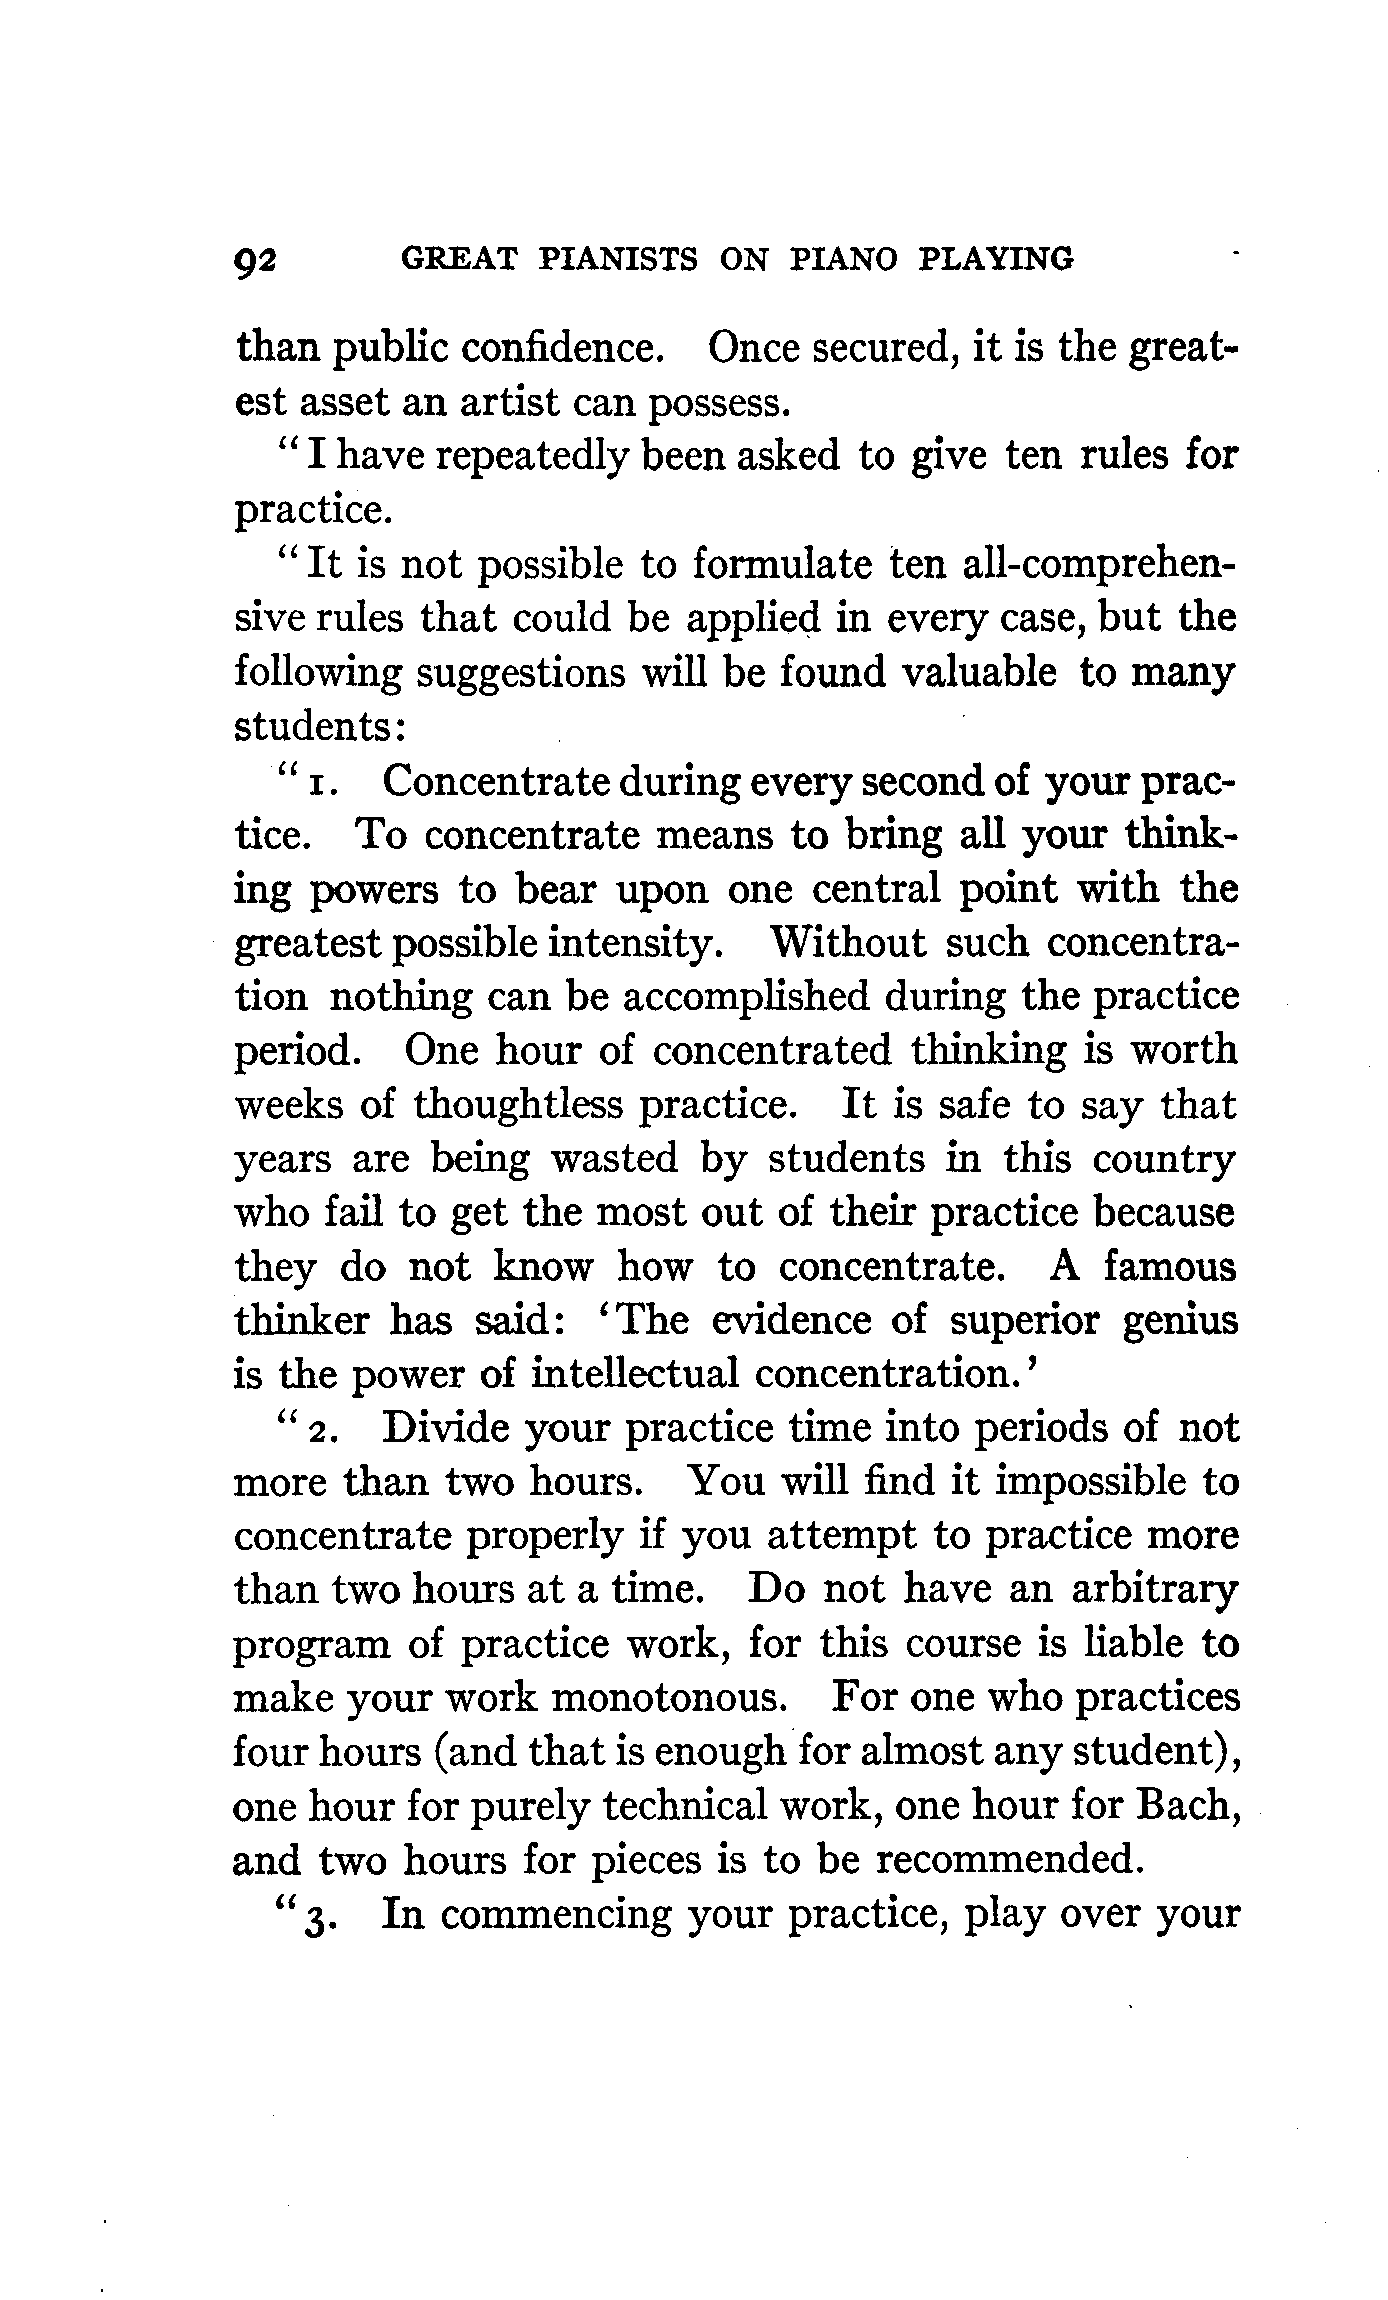 92 GREAT PIANISTS ON PIANO PLAYING
than public confidence. Once secured, it is the great-
est asset an artist can possess.
"I have repeatedly been asked to give ten rules for
practice.
"It is not possible to formulate ten all-comprehen-
sive rules that could be applied in every case, but the
following suggestions will be found valuable to many
students:
"1. Concentrate during every second of your prac-
tice. To concentrate means to bring all your think-
ing powers to bear upon one central point with the
greatest possible intensity. Without such concentra-
tion nothing can be accomplished during the practice
period. One hour of concentrated thinking is worth
weeks of thoughtless practice. It is safe to say that
years are being wasted by students in this country
who fail to get the most out of their practice because
they do not know how to concentrate. A famous
thinker has said: 'The evidence of superior genius
is the power of intellectual concentration.'
"2. Divide your practice time into periods of not
more than two hours. You will find it impossible to
concentrate properly if you attempt to practice more
than two hours at a time. Do not have an arbitrary
program of practice work, for this course is liable to
make your work monotonous. For one who practices
four hours (and that is enough for almost any student),
one hour for purely technical work, one hour for Bach,
and two hours for pieces is to be recommended.
"3. In commencing your practice, play over your